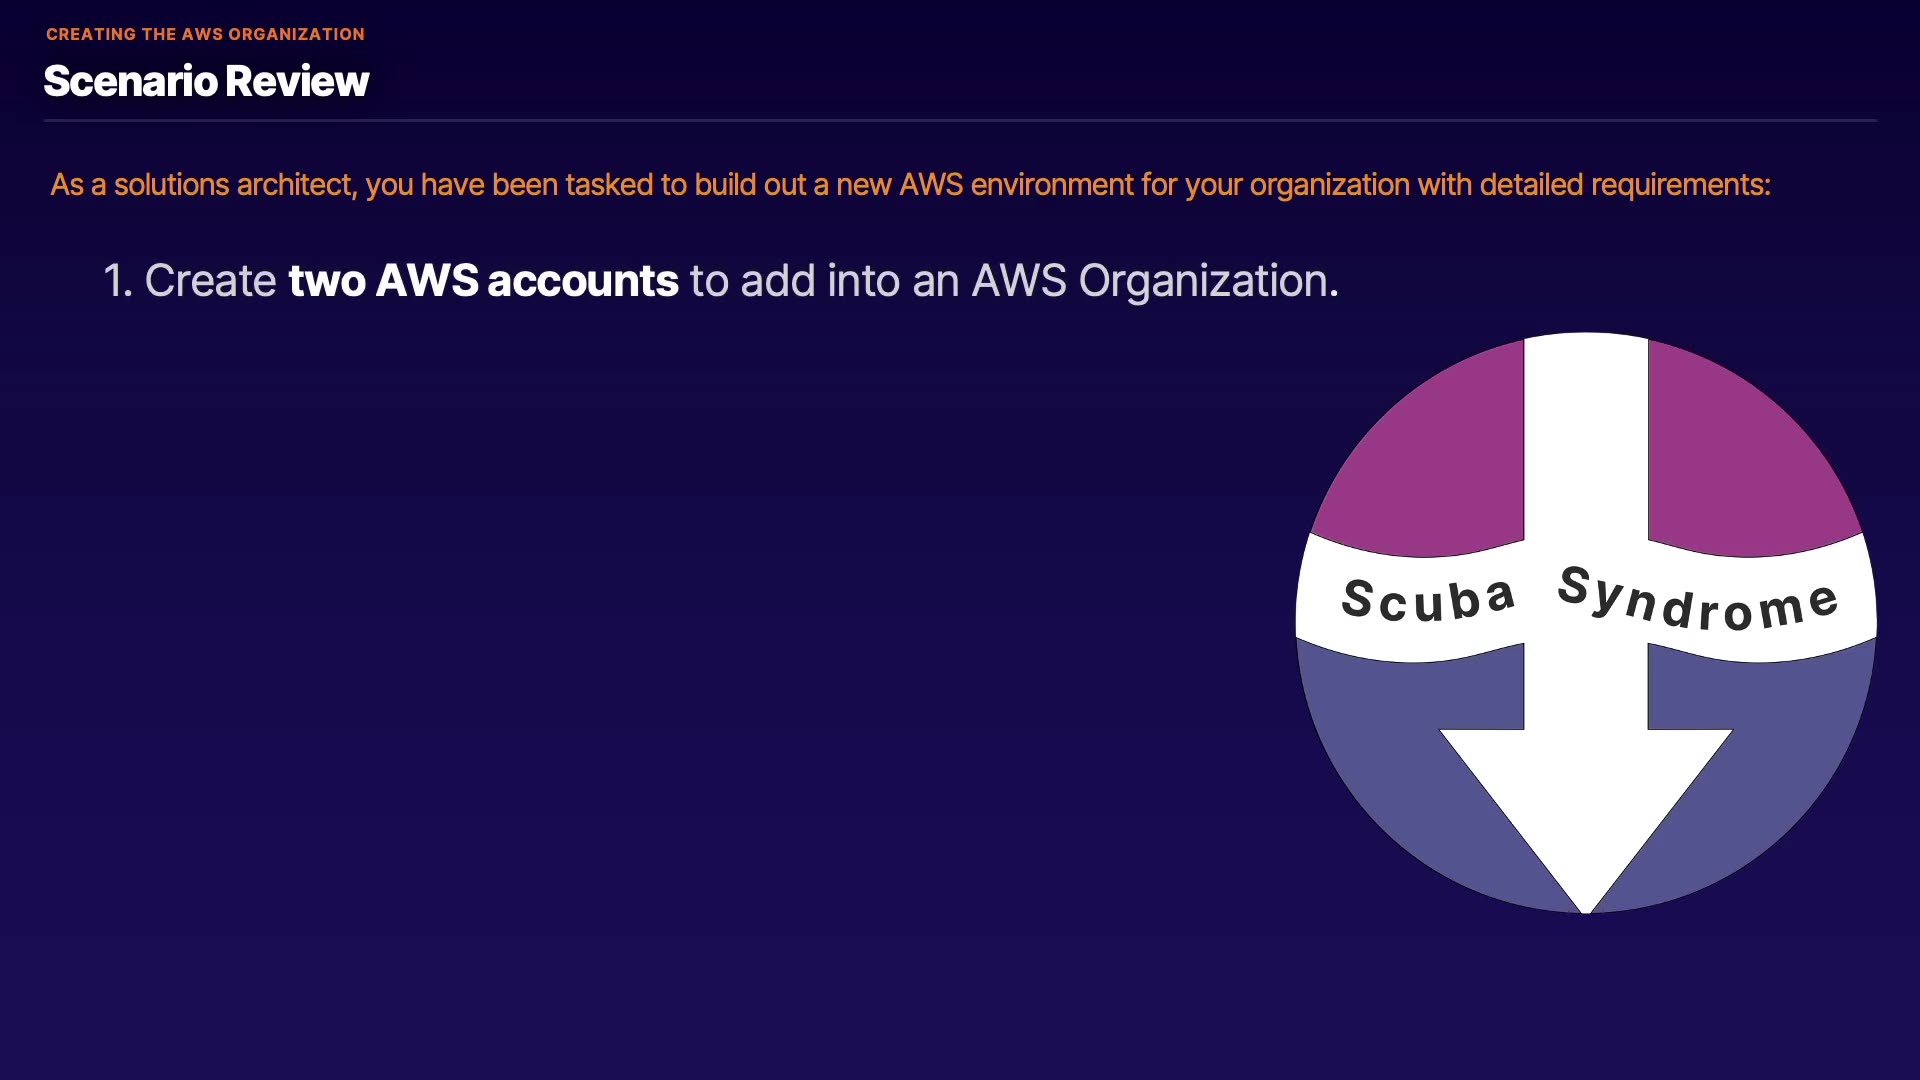 CREATING THE AWS ORGANIZATION
Scenario Review
As a solutions architect, you have been tasked to build out a new AWS environment for your organization with detailed requirements:
1. Create two AWS accounts to add into an AWS Organization.
Scuba Syndrome